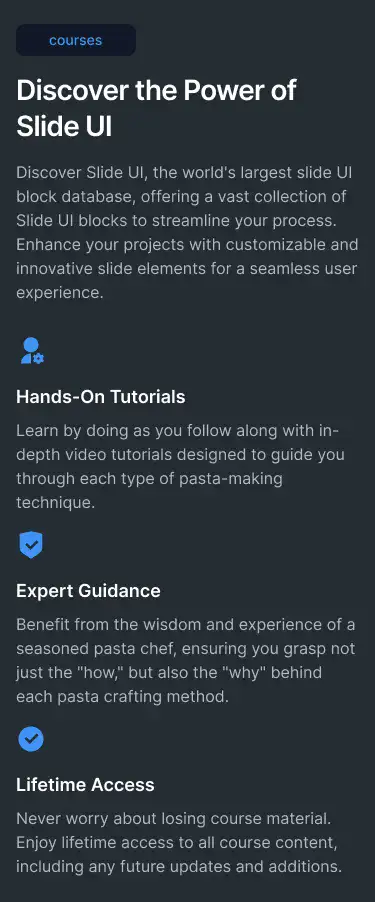 courses
Discover the Power of
Slide UI
Discover Slide UI, the world's largest slide UI
block database, offering a vast collection of
Slide UI blocks to streamline your process.
Enhance your projects with customizable and
innovative slide elements for a seamless user
experience.
Hands-On Tutorials
Learn by doing as you follow along with in-
depth video tutorials designed to guide you
through each type of pasta-making
technique.
Expert Guidance
Benefit from the wisdom and experience of a
seasoned pasta chef, ensuring you grasp not
just the "how," but also the "why" behind
each pasta crafting method.
Lifetime Access
Never worry about losing course material.
Enjoy lifetime access to all course content,
including any future updates and additions.